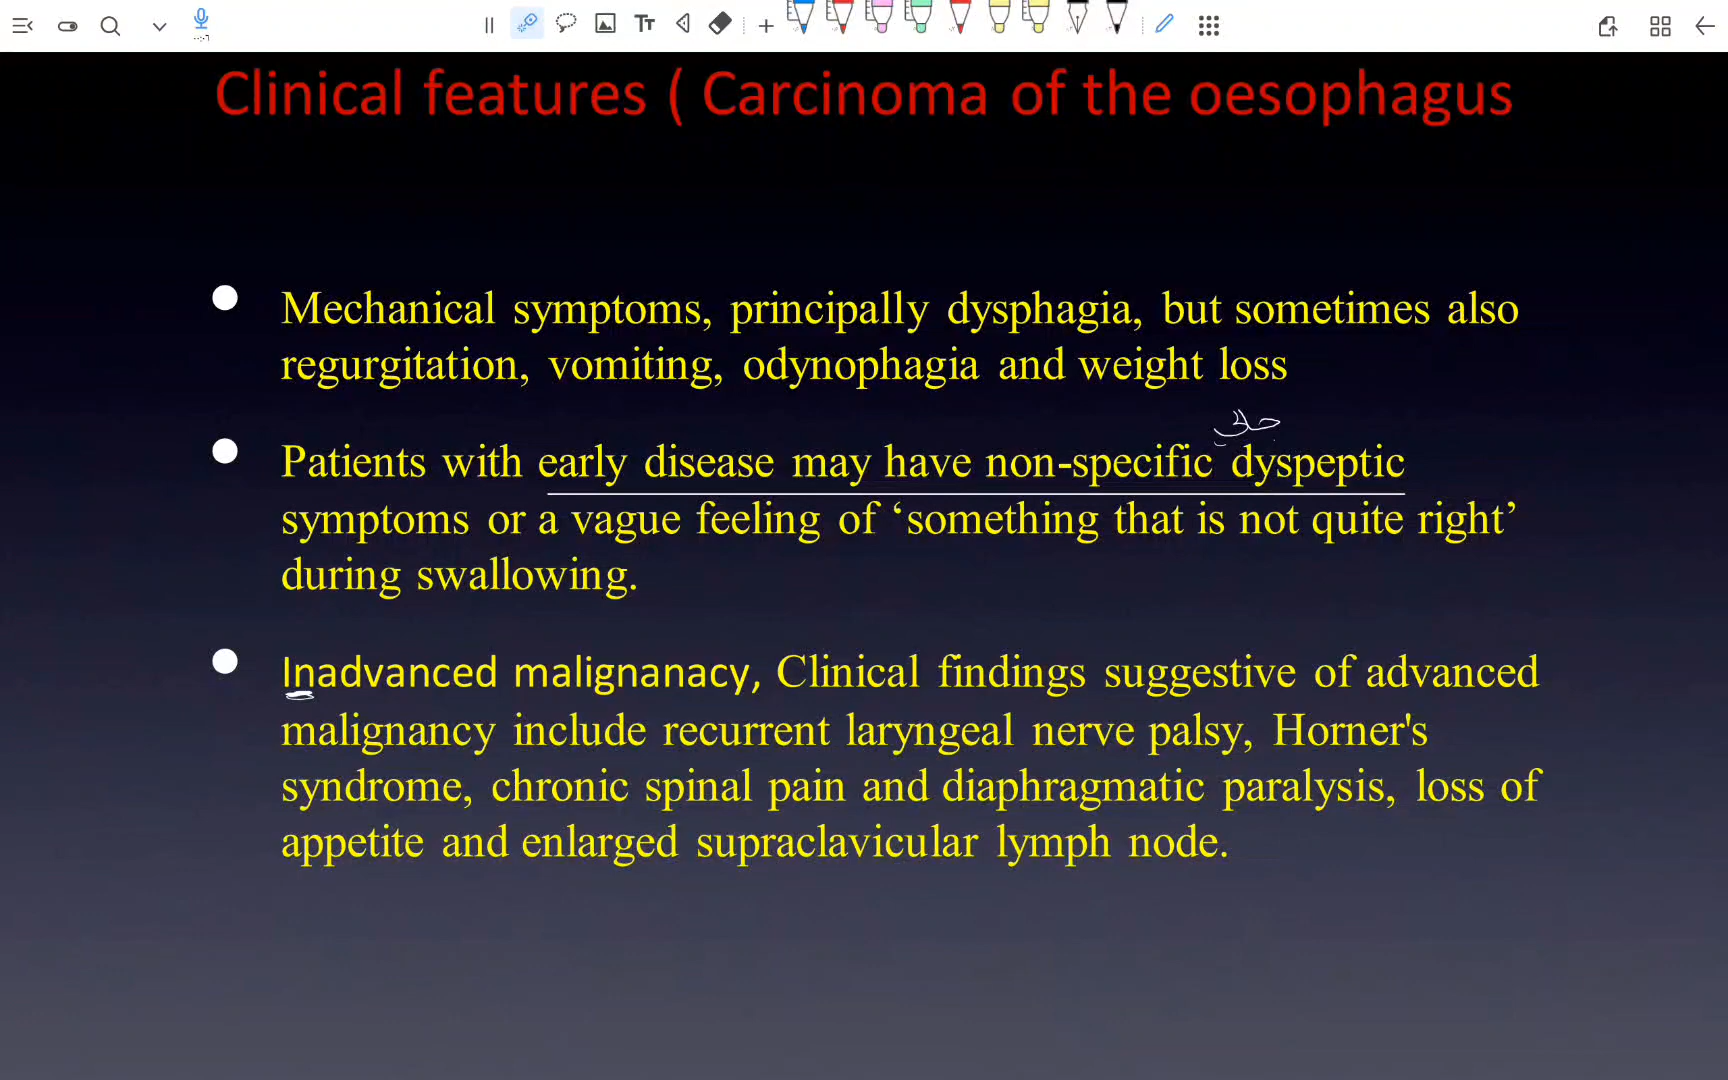 Clinical features ( Carcinoma of the oesophagus
Mechanical symptoms, principally dysphagia, but sometimes also
regurgitation, vomiting, odynophagia and weight loss
Patients with early disease may have non-specific dyspeptic
symptoms or a vague feeling of ‘something that is not quite right’
during swallowing.
Inadvanced malignanacy, Clinical findings suggestive of advanced
malignancy include recurrent laryngeal nerve palsy, Horner's
syndrome, chronic spinal pain and diaphragmatic paralysis, loss of
appetite and enlarged supraclavicular lymph node.